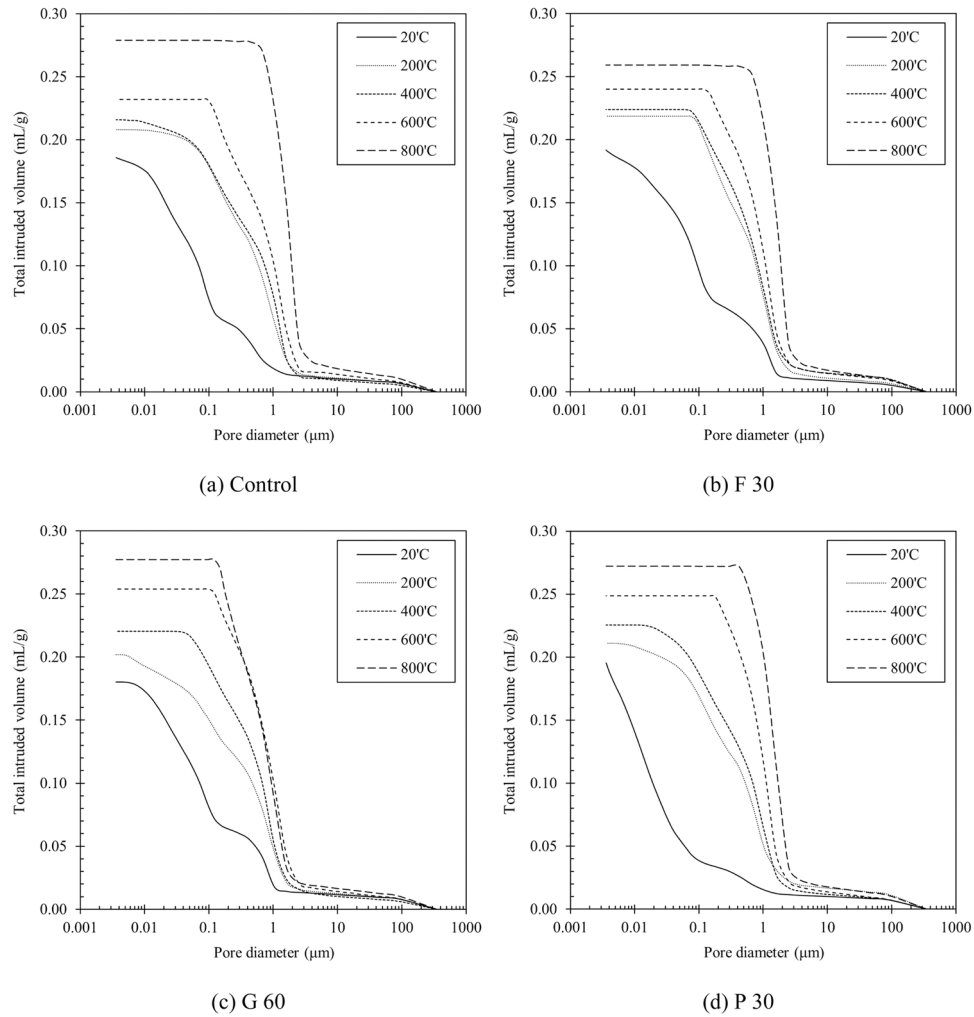 0.30
0.25
0.20
0.15
0.10
0.05
0.00
Total intruded volume (mL/g)
20'C
200'C
400'C
600'C
800'C
0.001 0.01 0.1 1 10 100 1000
Pore diameter (μm)
(a) Control
0.30
0.25
0.20
0.15
0.10
0.05
0.00
Total intruded volume (mL/g)
20'C
200'C
400'C
600'C
800'C
0.001 0.01 0.1 1 10 100 1000
Pore diameter (μm)
(b) F 30
0.30
0.25
0.20
0.15
0.10
0.05
0.00
Total intruded volume (mL/g)
20'C
200'C
400'C
600'C
800'C
0.001 0.01 0.1 1 10 100 1000
Pore diameter (μm)
(c) G 60
0.30
0.25
0.20
0.15
0.10
0.05
0.00
Total intruded volume (mL/g)
20'C
200'C
400'C
600'C
800'C
0.001 0.01 0.1 1 10 100 1000
Pore diameter (μm)
(d) P 30